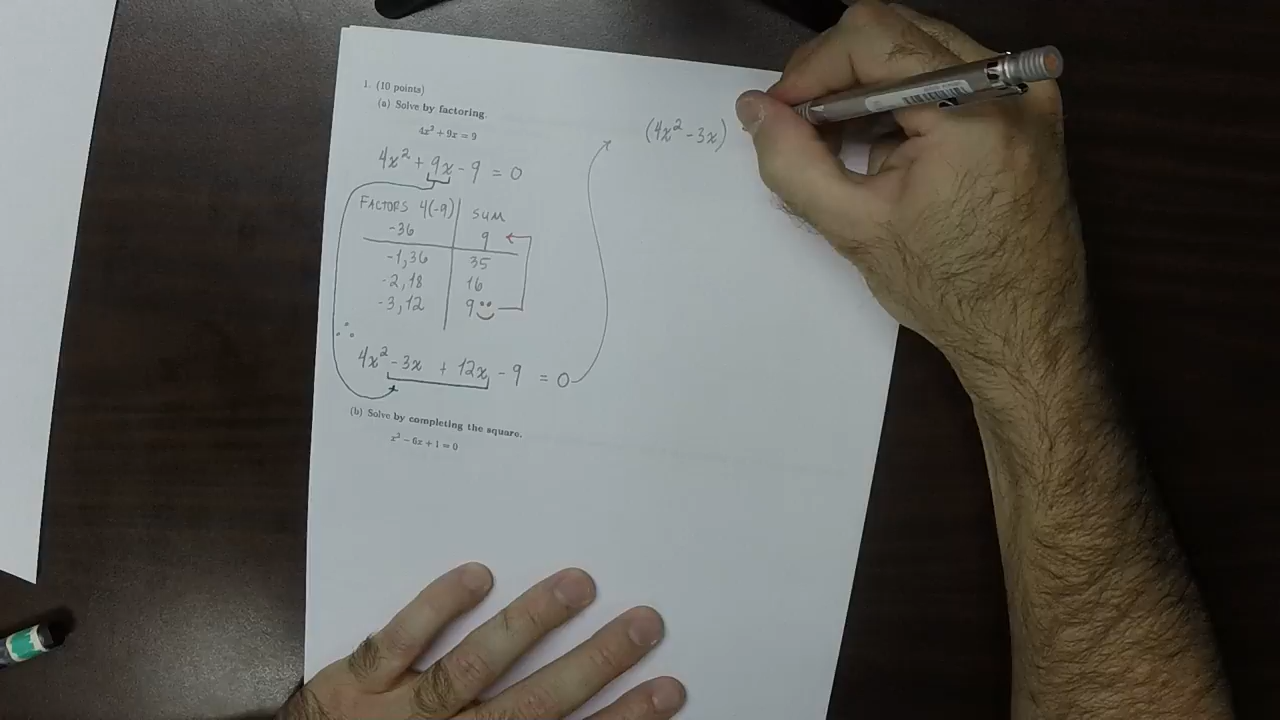 1. (10 points)
(a) Solve by factoring.
4x² + 9x = 9
4x² + 9x - 9 = 0
FACTORS 4(-9) SUM
-36 9
-1, 36 35
-2, 18 16
-3, 12 9
∴
4x² - 3x + 12x - 9 = 0
(b) Solve by completing the square.
x² − 6x + 1 = 0
(4x² - 3x)